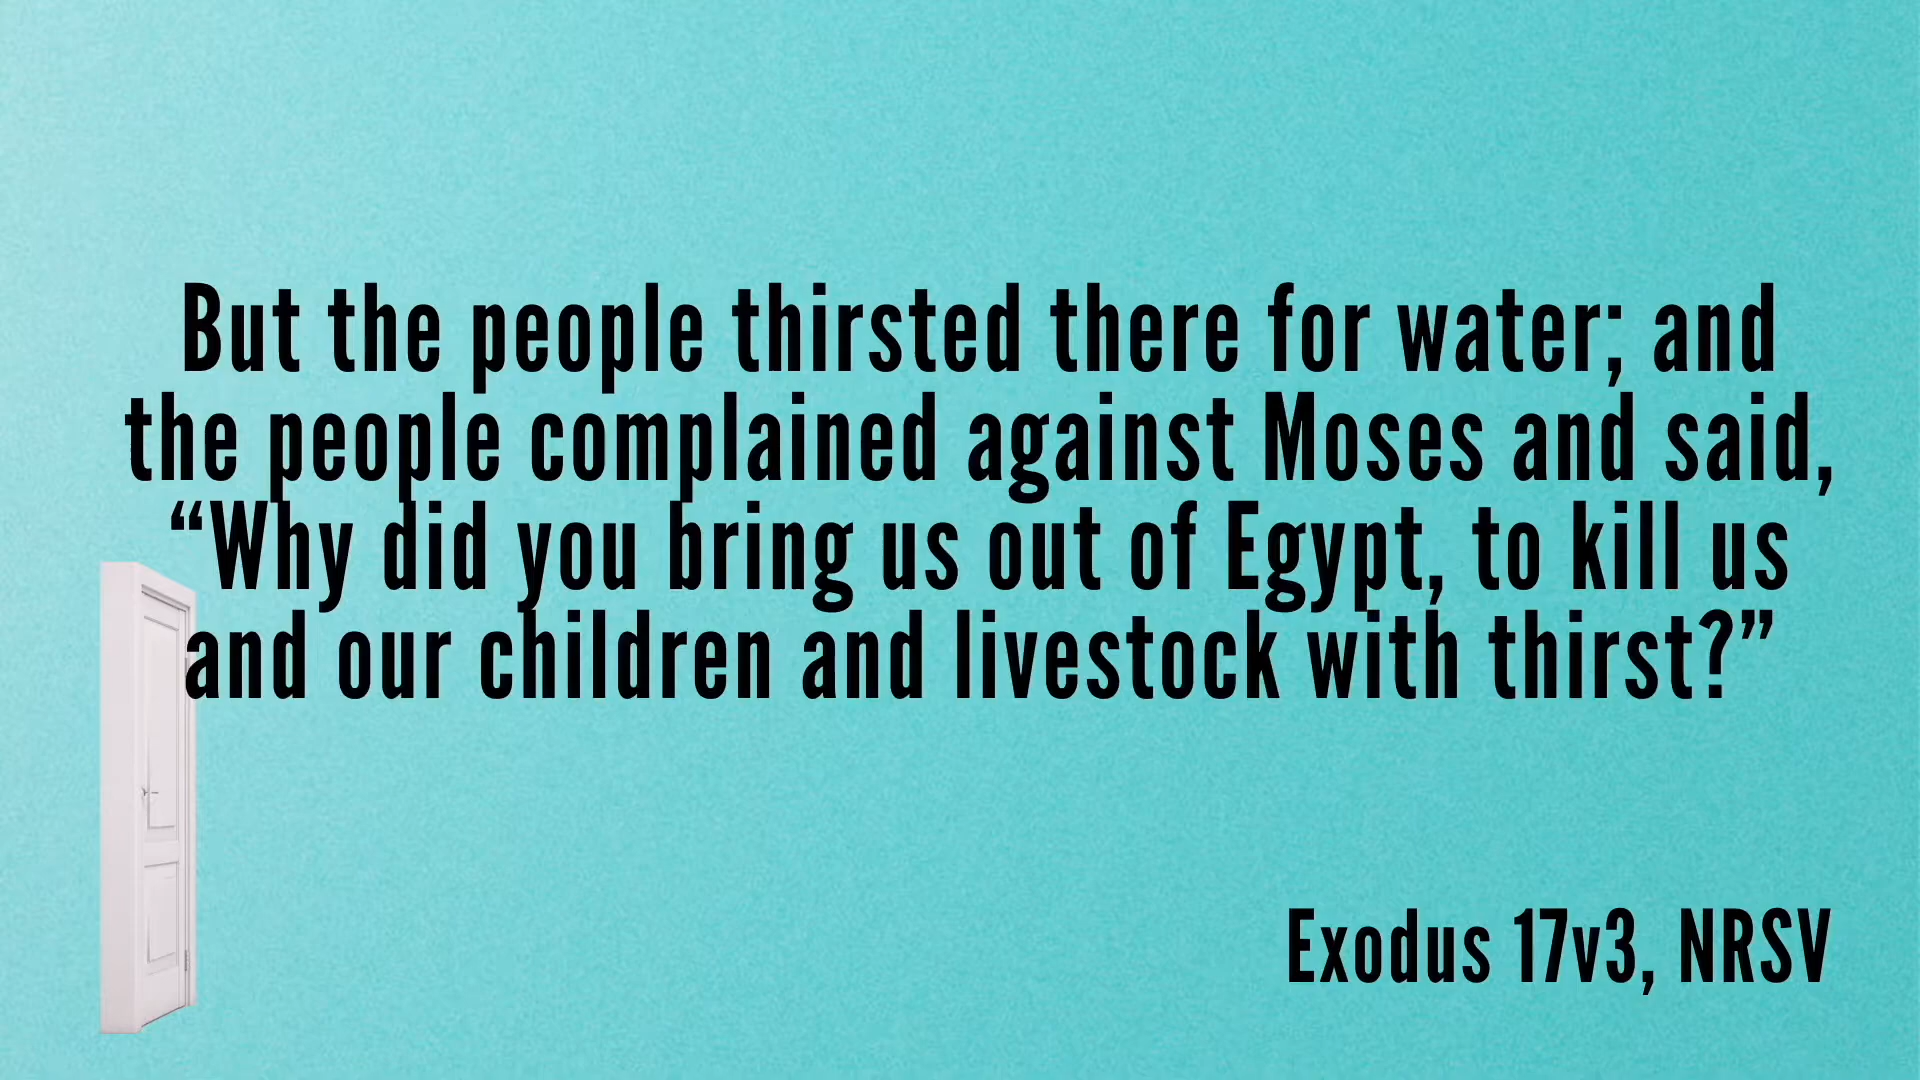 But the people thirsted there for water; and
the people complained against Moses and said,
“Why did you bring us out of Egypt, to kill us
and our children and livestock with thirst?”
Exodus 17v3, NRSV